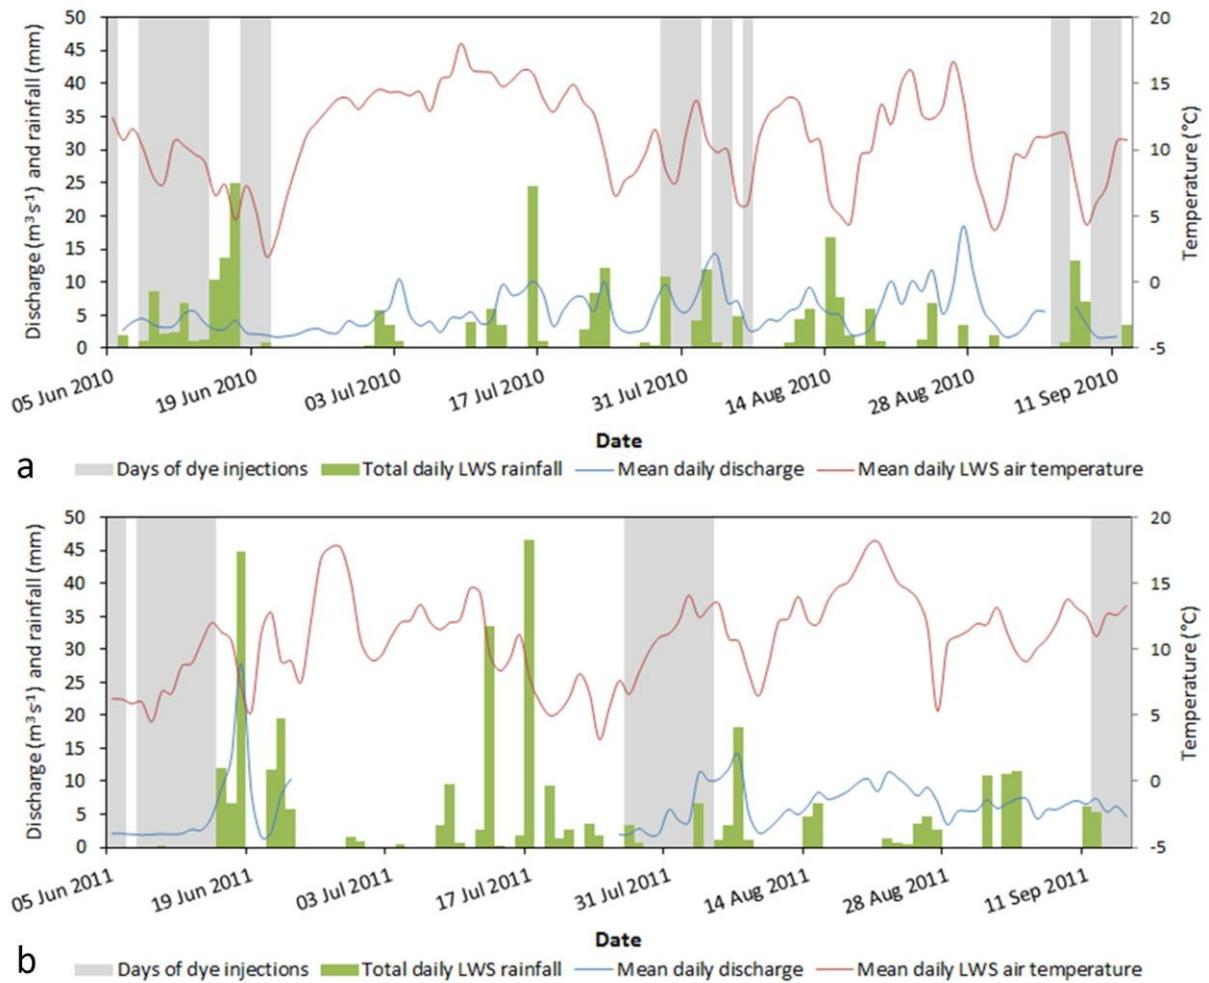 50 20
45
40 15
35
30 10
25
20 5
15
10 0
5
0 -5
Discharge (m³ s⁻¹) and rainfall (mm)
Temperature (°C)
05 Jun 2010 19 Jun 2010 03 Jul 2010 17 Jul 2010 31 Jul 2010 14 Aug 2010 28 Aug 2010 11 Sep 2010
Date
a
Days of dye injections Total daily LWS rainfall Mean daily discharge Mean daily LWS air temperature
50 20
45
40 15
35
30 10
25
20 5
15
10 0
5
0 -5
Discharge (m³ s⁻¹) and rainfall (mm)
Temperature (°C)
05 Jun 2011 19 Jun 2011 03 Jul 2011 17 Jul 2011 31 Jul 2011 14 Aug 2011 28 Aug 2011 11 Sep 2011
Date
b
Days of dye injections Total daily LWS rainfall Mean daily discharge Mean daily LWS air temperature